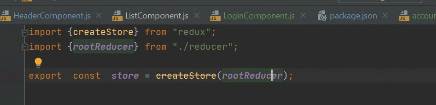 HeaderComponent.js ListComponent.js LoginComponent.js package.json accou
import {createStore} from "redux";
import {rootReducer} from "./reducer";
export const store = createStore(rootReducer);